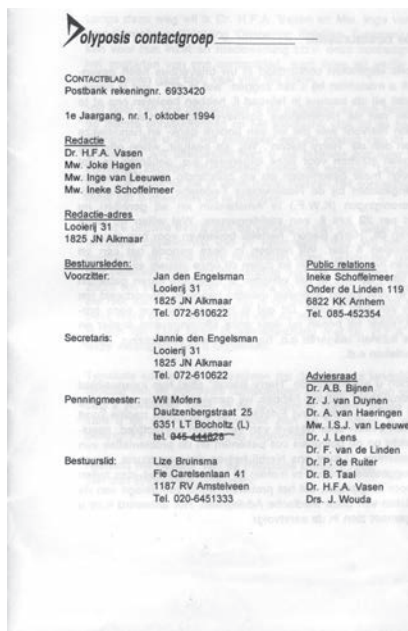 Polyposis contactgroep
CONTACTBLAD
Postbank rekeningnr. 6933420
1e Jaargang, nr. 1, oktober 1994
Redactie
Dr. H.F.A. Vasen
Mw. Joke Hagen
Mw. Inge van Leeuwen
Mw. Ineke Schoffelmeer
Redactie-adres
Looierij 31
1825 JN Alkmaar
Bestuursleden:
Voorzitter: Jan den Engelsman
Looierij 31
1825 JN Alkmaar
Tel. 072-610622
Secretaris: Jannie den Engelsman
Looierij 31
1825 JN Alkmaar
Tel. 072-610622
Penningmeester: Wil Mofers
Dautzenbergstraat 25
6351 LT Bocholtz (L)
tel. 045-444628
Bestuurslid: Lize Bruinsma
Fie Carelsenlaan 41
1187 RV Amstelveen
Tel. 020-6451333
Public relations
Ineke Schoffelmeer
Onder de Linden 119
6822 KK Arnhem
Tel. 085-452354
Adviesraad
Dr. A.B. Bijnen
Zr. J. van Duynen
Dr. A. van Haeringen
Mw. I.S.J. van Leeuwe
Dr. J. Lens
Dr. F. van de Linden
Dr. P. de Ruiter
Dr. B. Taal
Dr. H.F.A. Vasen
Drs. J. Wouda